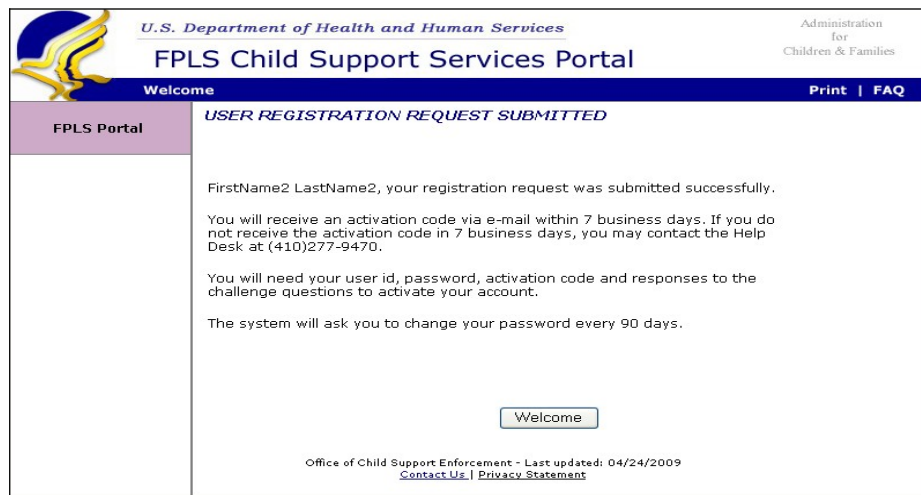 U.S. Department of Health and Human Services
Administration
for
Children & Families
FPLS Child Support Services Portal
Welcome
Print | FAQ
FPLS Portal
USER REGISTRATION REQUEST SUBMITTED
FirstName2 LastName2, your registration request was submitted successfully.
You will receive an activation code via e-mail within 7 business days. If you do
not receive the activation code in 7 business days, you may contact the Help
Desk at (410)277-9470.
You will need your user id, password, activation code and responses to the
challenge questions to activate your account.
The system will ask you to change your password every 90 days.
Welcome
Office of Child Support Enforcement - Last updated: 04/24/2009
Contact Us | Privacy Statement